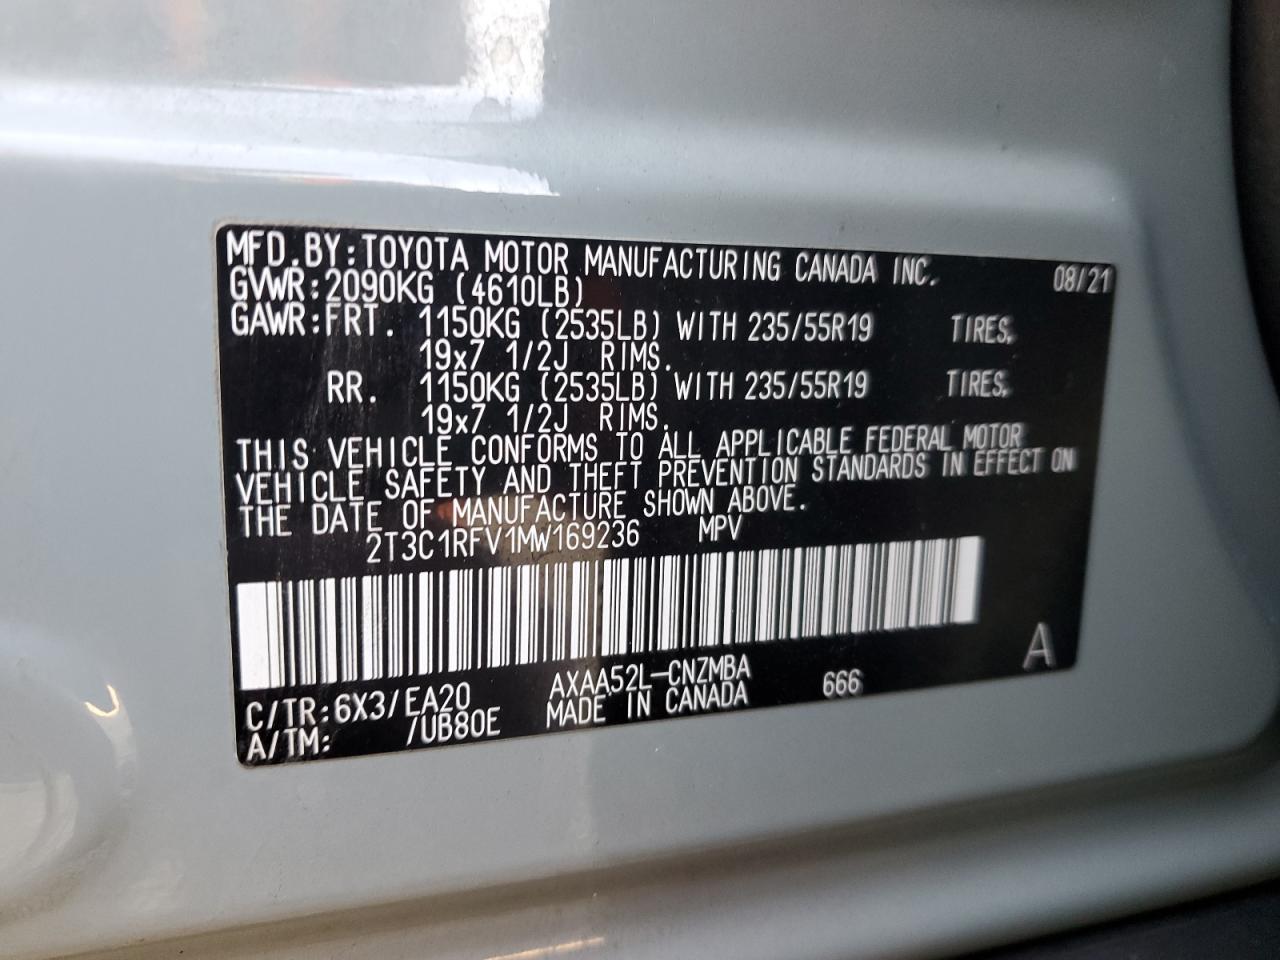 MFD.BY:TOYOTA MOTOR MANUFACTURING CANADA INC. 08/21
GVWR:2090KG (4610LB)
GAWR:FRT. 1150KG (2535LB) WITH 235/55R19 TIRES,
19x7 1/2J RIMS.
RR. 1150KG (2535LB) WITH 235/55R19 TIRES,
19x7 1/2J RIMS.
THIS VEHICLE CONFORMS TO ALL APPLICABLE FEDERAL MOTOR
VEHICLE SAFETY AND THEFT PREVENTION STANDARDS IN EFFECT ON
THE DATE OF MANUFACTURE SHOWN ABOVE.
2T3C1RFV1MW169236 MPV
A
C/TR:6X3/EA20 AXAA52L-CNZMBA 666
A/TM: /UB80E MADE IN CANADA